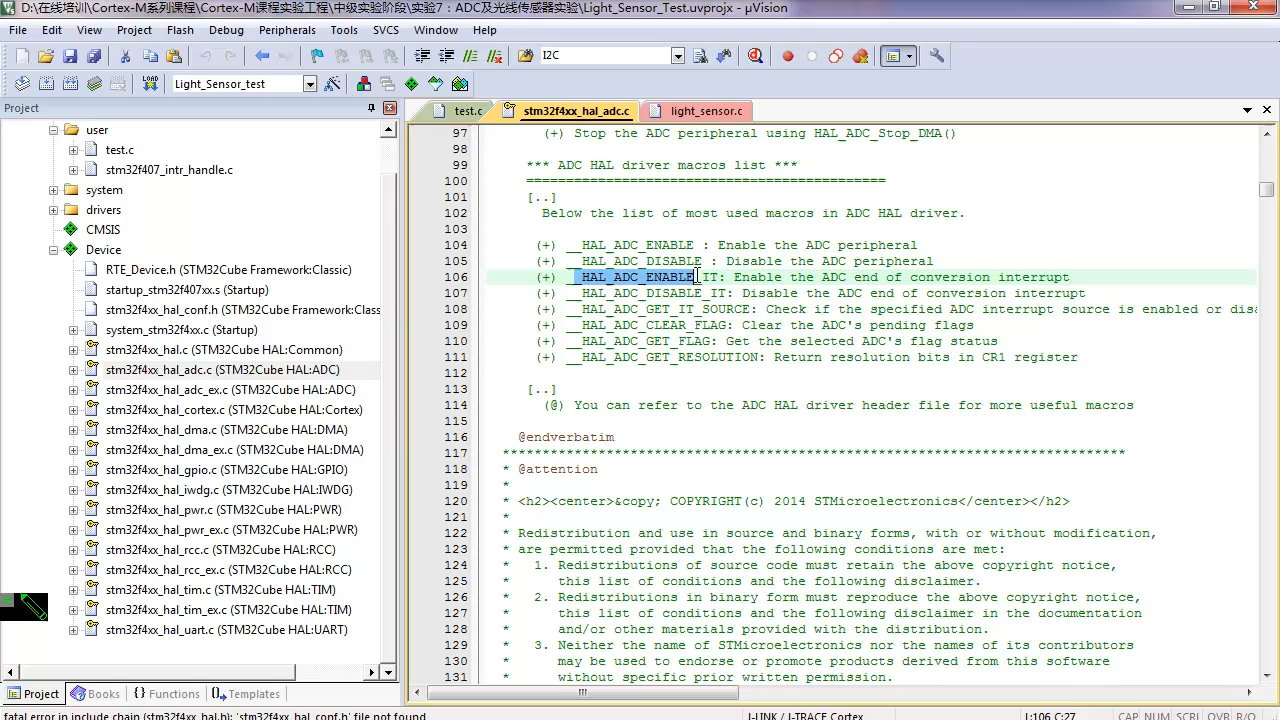 D:\在线培训\Cortex-M系列课程\Cortex-M课程实验工程\中级实验阶段\实验7：ADC及光线传感器实验\Light_Sensor_Test.uvprojx - µVision
File Edit View Project Flash Debug Peripherals Tools SVCS Window Help
I2C
LOAD Light_Sensor_test
Project
test.c stm32f4xx_hal_adc.c light_sensor.c
user
test.c
stm32f407_intr_handle.c
system
drivers
CMSIS
Device
RTE_Device.h (STM32Cube Framework:Classic)
startup_stm32f407xx.s (Startup)
stm32f4xx_hal_conf.h (STM32Cube Framework:Class
system_stm32f4xx.c (Startup)
stm32f4xx_hal.c (STM32Cube HAL:Common)
stm32f4xx_hal_adc.c (STM32Cube HAL:ADC)
stm32f4xx_hal_adc_ex.c (STM32Cube HAL:ADC)
stm32f4xx_hal_cortex.c (STM32Cube HAL:Cortex)
stm32f4xx_hal_dma.c (STM32Cube HAL:DMA)
stm32f4xx_hal_dma_ex.c (STM32Cube HAL:DMA)
stm32f4xx_hal_gpio.c (STM32Cube HAL:GPIO)
stm32f4xx_hal_iwdg.c (STM32Cube HAL:IWDG)
stm32f4xx_hal_pwr.c (STM32Cube HAL:PWR)
stm32f4xx_hal_pwr_ex.c (STM32Cube HAL:PWR)
stm32f4xx_hal_rcc.c (STM32Cube HAL:RCC)
stm32f4xx_hal_rcc_ex.c (STM32Cube HAL:RCC)
stm32f4xx_hal_tim.c (STM32Cube HAL:TIM)
stm32f4xx_hal_tim_ex.c (STM32Cube HAL:TIM)
stm32f4xx_hal_uart.c (STM32Cube HAL:UART)
Project Books Functions Templates
97 (+) Stop the ADC peripheral using HAL_ADC_Stop_DMA()
98
99 *** ADC HAL driver macros list ***
100 =============================================
101 [..]
102 Below the list of most used macros in ADC HAL driver.
103
104 (+) __HAL_ADC_ENABLE : Enable the ADC peripheral
105 (+) __HAL_ADC_DISABLE : Disable the ADC peripheral
106 (+) __HAL_ADC_ENABLE_IT: Enable the ADC end of conversion interrupt
107 (+) __HAL_ADC_DISABLE_IT: Disable the ADC end of conversion interrupt
108 (+) __HAL_ADC_GET_IT_SOURCE: Check if the specified ADC interrupt source is enabled or disa
109 (+) __HAL_ADC_CLEAR_FLAG: Clear the ADC's pending flags
110 (+) __HAL_ADC_GET_FLAG: Get the selected ADC's flag status
111 (+) __HAL_ADC_GET_RESOLUTION: Return resolution bits in CR1 register
112
113 [..]
114 (@) You can refer to the ADC HAL driver header file for more useful macros
115
116 @endverbatim
117 ******************************************************************************
118 * @attention
119 *
120 * <h2><center>&copy; COPYRIGHT(c) 2014 STMicroelectronics</center></h2>
121 *
122 * Redistribution and use in source and binary forms, with or without modification,
123 * are permitted provided that the following conditions are met:
124 * 1. Redistributions of source code must retain the above copyright notice,
125 * this list of conditions and the following disclaimer.
126 * 2. Redistributions in binary form must reproduce the above copyright notice,
127 * this list of conditions and the following disclaimer in the documentation
128 * and/or other materials provided with the distribution.
129 * 3. Neither the name of STMicroelectronics nor the names of its contributors
130 * may be used to endorse or promote products derived from this software
131 * without specific prior written permission.
fatal error in include chain (stm32f4xx_hal.h): 'stm32f4xx_hal_conf.h' file not found J-LINK / J-TRACE Cortex L:106 C:27 CAP NUM SCRL OVR R/O